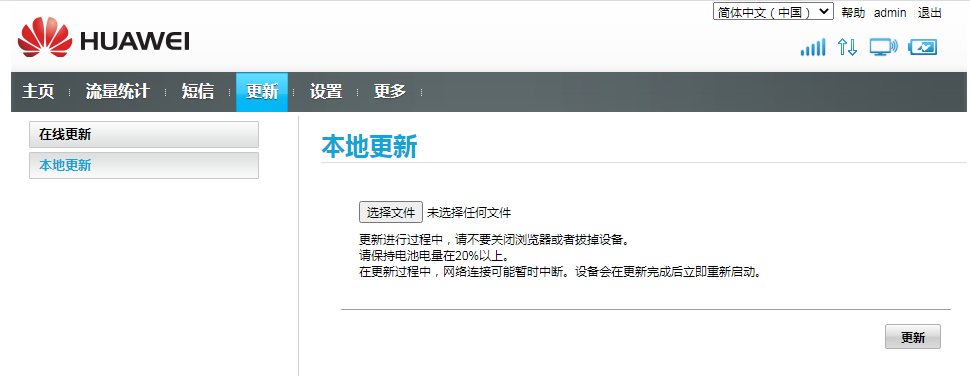 简体中文（中国） 帮助 admin 退出
HUAWEI
主页 流量统计 短信 更新 设置 更多
在线更新
本地更新
本地更新
选择文件 未选择任何文件
更新进行过程中，请不要关闭浏览器或者拔掉设备。
请保持电池电量在20%以上。
在更新过程中，网络连接可能暂时中断。设备会在更新完成后立即重新启动。
更新